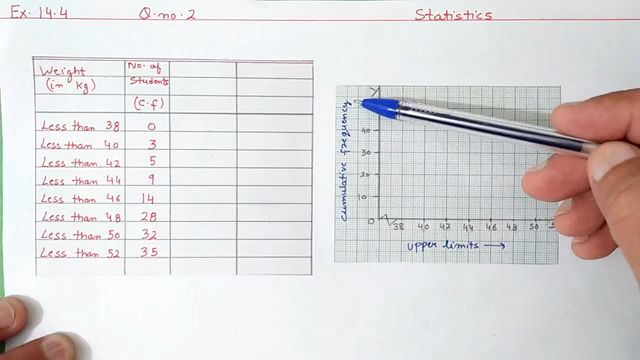 Ex. 14.4 Q.no.2 Statistics
Weight (in kg) No. of Students (c.f)
Less than 38 0
Less than 40 3
Less than 42 5
Less than 44 9
Less than 46 14
Less than 48 28
Less than 50 32
Less than 52 35
Y
cumulative frequency
40
30
20
10
0 38 40 42 44 46 48 50
upper limits →